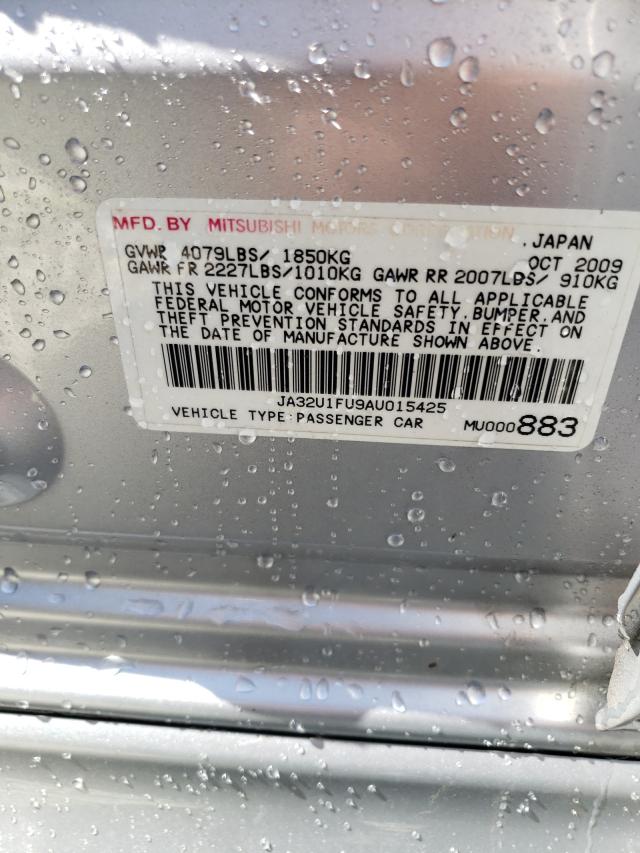 MFD. BY MITSUBISHI MOTORS CORPORATION
. JAPAN
GVWR 4079LBS/ 1850KG OCT 2009
GAWR FR 2227LBS/1010KG GAWR RR 2007LBS/ 910KG
THIS VEHICLE CONFORMS TO ALL APPLICABLE
FEDERAL MOTOR VEHICLE SAFETY, BUMPER, AND
THEFT PREVENTION STANDARDS IN EFFECT ON
THE DATE OF MANUFACTURE SHOWN ABOVE.
JA32U1FU9AU015425
VEHICLE TYPE:PASSENGER CAR MU000883